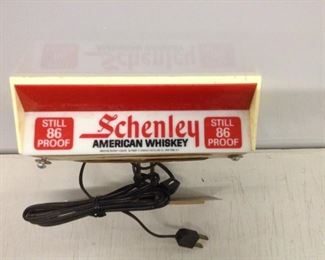 STILL
86
PROOF
Schenley
AMERICAN WHISKEY
STILL
86
PROOF